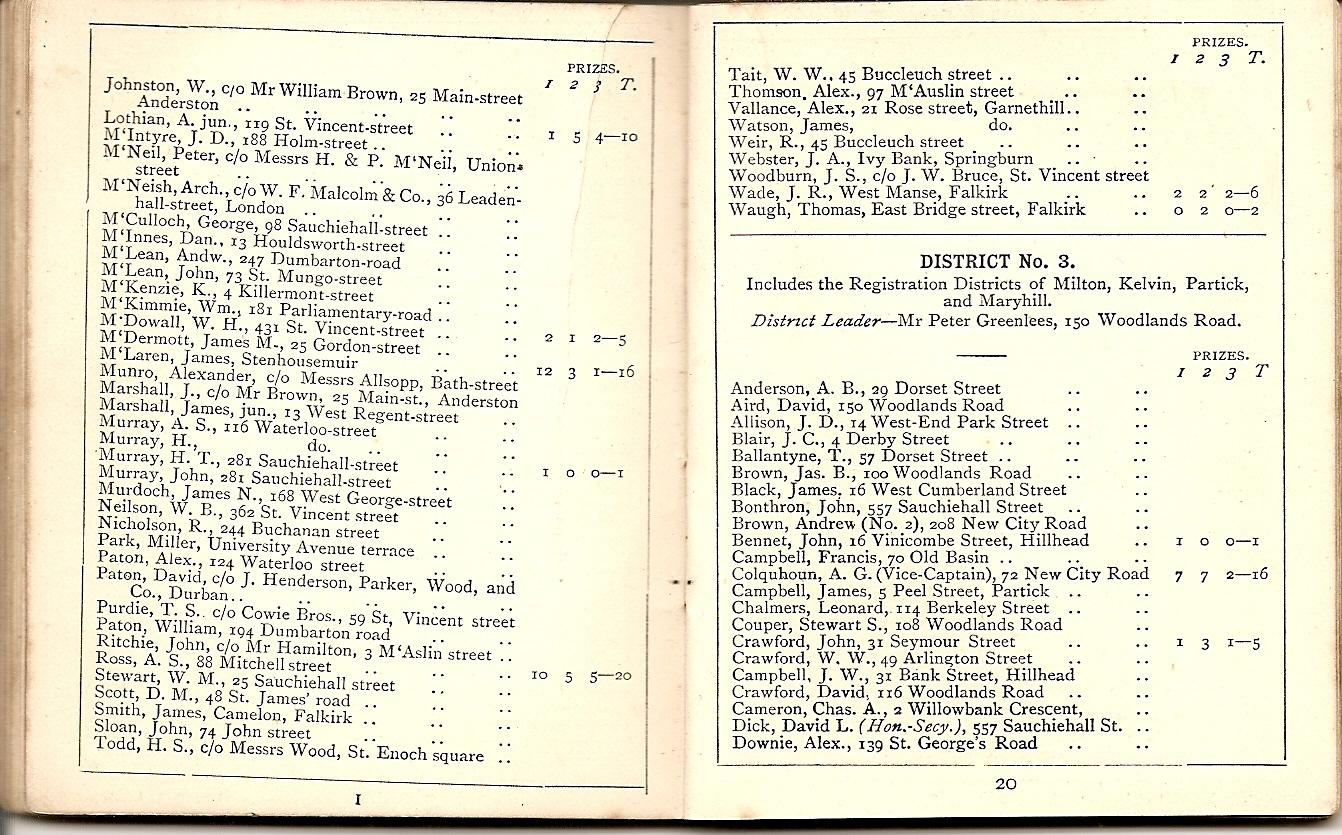 PRIZES.
1 2 3 T.
Johnston, W., c/o Mr William Brown, 25 Main-street
Anderston .. .. .. ..
Lothian, A. jun., 119 St. Vincent-street .. .. 1 5 4—10
M'Intyre, J. D., 188 Holm-street .. .. ..
M'Neil, Peter, c/o Messrs H. & P. M'Neil, Union-
street .. .. .. ..
M'Neish, Arch., c/o W. F. Malcolm & Co., 36 Leaden-
hall-street, London .. .. ..
M'Culloch, George, 98 Sauchiehall-street .. ..
M'Innes, Dan., 13 Houldsworth-street .. ..
M'Lean, Andw., 247 Dumbarton-road .. ..
M'Lean, John, 73 St. Mungo-street .. ..
M'Kenzie, K., 4 Killermont-street .. ..
M'Kimmie, Wm., 181 Parliamentary-road .. ..
M'Dowall, W. H., 431 St. Vincent-street .. .. 2 1 2—5
M'Dermott, James M., 25 Gordon-street .. ..
M'Laren, James, Stenhousemuir .. .. 12 3 1—16
Munro, Alexander, c/o Messrs Allsopp, Bath-street
Marshall, J., c/o Mr Brown, 25 Main-st., Anderston
Marshall, James, jun., 13 West Regent-street ..
Murray, A. S., 116 Waterloo-street .. ..
Murray, H., do. .. .. ..
Murray, H. T., 281 Sauchiehall-street .. .. 1 0 0—1
Murray, John, 281 Sauchiehall-street .. ..
Murdoch, James N., 168 West George-street ..
Neilson, W. B., 362 St. Vincent street .. ..
Nicholson, R., 244 Buchanan street .. ..
Park, Miller, University Avenue terrace .. ..
Paton, Alex., 124 Waterloo street .. ..
Paton, David, c/o J. Henderson, Parker, Wood, and
Co., Durban.. .. .. .. ..
Purdie, T. S.. c/o Cowie Bros., 59 St, Vincent street
Paton, William, 194 Dumbarton road .. ..
Ritchie, John, c/o Mr Hamilton, 3 M'Aslin street ..
Ross, A. S., 88 Mitchell street .. .. 10 5 5—20
Stewart, W. M., 25 Sauchiehall street .. ..
Scott, D. M., 48 St. James' road .. .. ..
Smith, James, Camelon, Falkirk .. .. ..
Sloan, John, 74 John street .. .. ..
Todd, H. S., c/o Messrs Wood, St. Enoch square ..
1
PRIZES.
1 2 3 T.
Tait, W. W.. 45 Buccleuch street .. .. ..
Thomson, Alex., 97 M'Auslin street .. ..
Vallance, Alex., 21 Rose street, Garnethill.. ..
Watson, James, do. .. ..
Weir, R., 45 Buccleuch street .. .. ..
Webster, J. A., Ivy Bank, Springburn .. ..
Woodburn, J. S., c/o J. W. Bruce, St. Vincent street
Wade, J. R., West Manse, Falkirk .. .. 2 2 2—6
Waugh, Thomas, East Bridge street, Falkirk .. 0 2 0—2
DISTRICT No. 3.
Includes the Registration Districts of Milton, Kelvin, Partick,
and Maryhill.
District Leader—Mr Peter Greenlees, 150 Woodlands Road.
PRIZES.
1 2 3 T
Anderson, A. B., 29 Dorset Street .. ..
Aird, David, 150 Woodlands Road .. ..
Allison, J. D., 14 West-End Park Street .. ..
Blair, J. C., 4 Derby Street .. .. ..
Ballantyne, T., 57 Dorset Street .. .. ..
Brown, Jas. B., 100 Woodlands Road .. ..
Black, James, 16 West Cumberland Street ..
Bonthron, John, 557 Sauchiehall Street .. ..
Brown, Andrew (No. 2), 208 New City Road ..
Bennet, John, 16 Vinicombe Street, Hillhead .. 1 0 0—1
Campbell, Francis, 70 Old Basin .. .. ..
Colquhoun, A. G. (Vice-Captain), 72 New City Road 7 7 2—16
Campbell, James, 5 Peel Street, Partick .. ..
Chalmers, Leonard, 114 Berkeley Street .. ..
Couper, Stewart S., 108 Woodlands Road ..
Crawford, John, 31 Seymour Street .. .. 1 3 1—5
Crawford, W. W., 49 Arlington Street .. ..
Campbell, J. W., 31 Bank Street, Hillhead ..
Crawford, David, 116 Woodlands Road .. ..
Cameron, Chas. A., 2 Willowbank Crescent, ..
Dick, David L. (Hon.-Secy.), 557 Sauchiehall St. ..
Downie, Alex., 139 St. George's Road .. ..
20